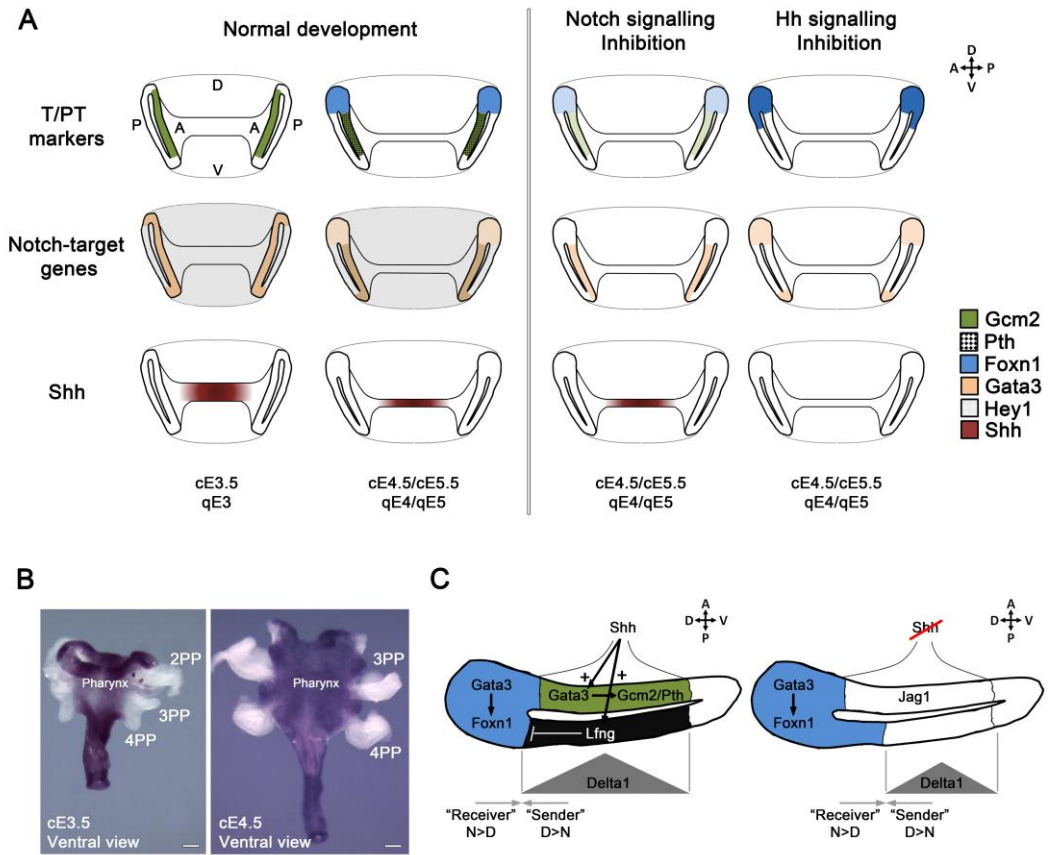 A
Normal development
Notch signalling
Inhibition
Hh signalling
Inhibition
D
A P
V
T/PT
markers
D
P A A P
V
Notch-target
genes
Shh
Gcm2
Pth
Foxn1
Gata3
Hey1
Shh
cE3.5
qE3
cE4.5/cE5.5
qE4/qE5
cE4.5/cE5.5
qE4/qE5
cE4.5/cE5.5
qE4/qE5
B
2PP
Pharynx
3PP
4PP
cE3.5
Ventral view
3PP
Pharynx
4PP
cE4.5
Ventral view
C
A
D V
P
Shh
+ +
Gata3
Foxn1
Gata3 Gcm2/Pth
Lfng
Delta1
"Receiver" "Sender"
N>D D>N
A
D V
P
Shh
Gata3
Foxn1
Jag1
Delta1
"Receiver" "Sender"
N>D D>N